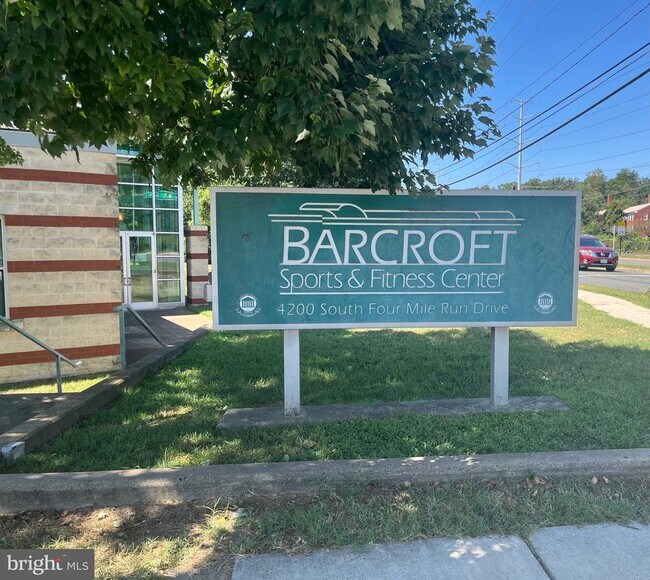 BARCROFT
Sports & Fitness Center
4200 South Four Mile Run Drive
bright MLS